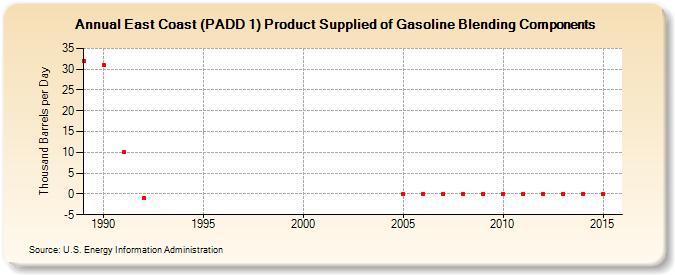 Annual East Coast (PADD 1) Product Supplied of Gasoline Blending Components
Thousand Barrels per Day
35
30
25
20
15
10
5
0
-5
1990 1995 2000 2005 2010 2015
Source: U.S. Energy Information Administration